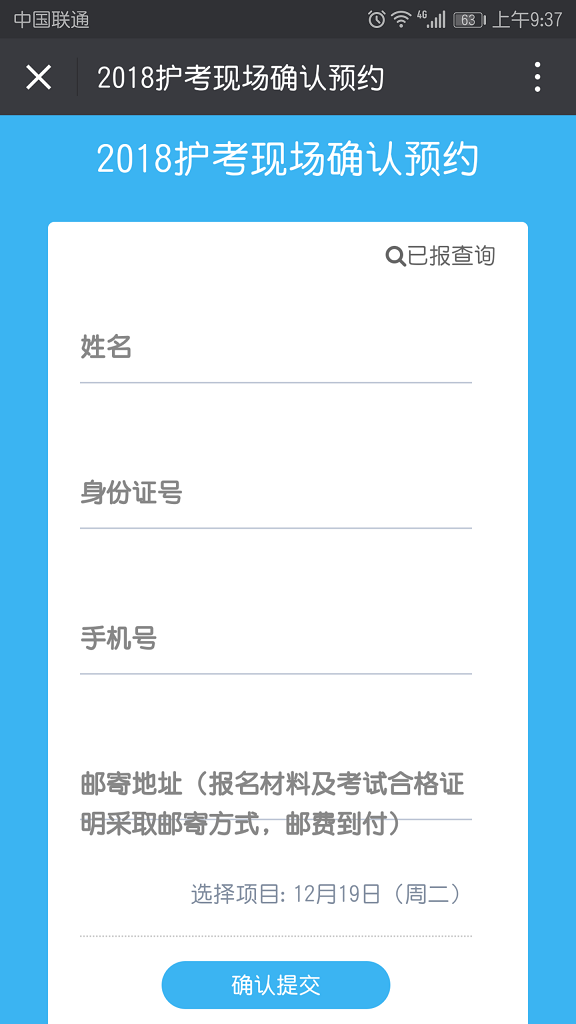 中国联通
4G
63
上午9:37
2018护考现场确认预约
2018护考现场确认预约
已报查询
姓名
身份证号
手机号
邮寄地址（报名材料及考试合格证
明采取邮寄方式，邮费到付）
选择项目: 12月19日（周二）
确认提交